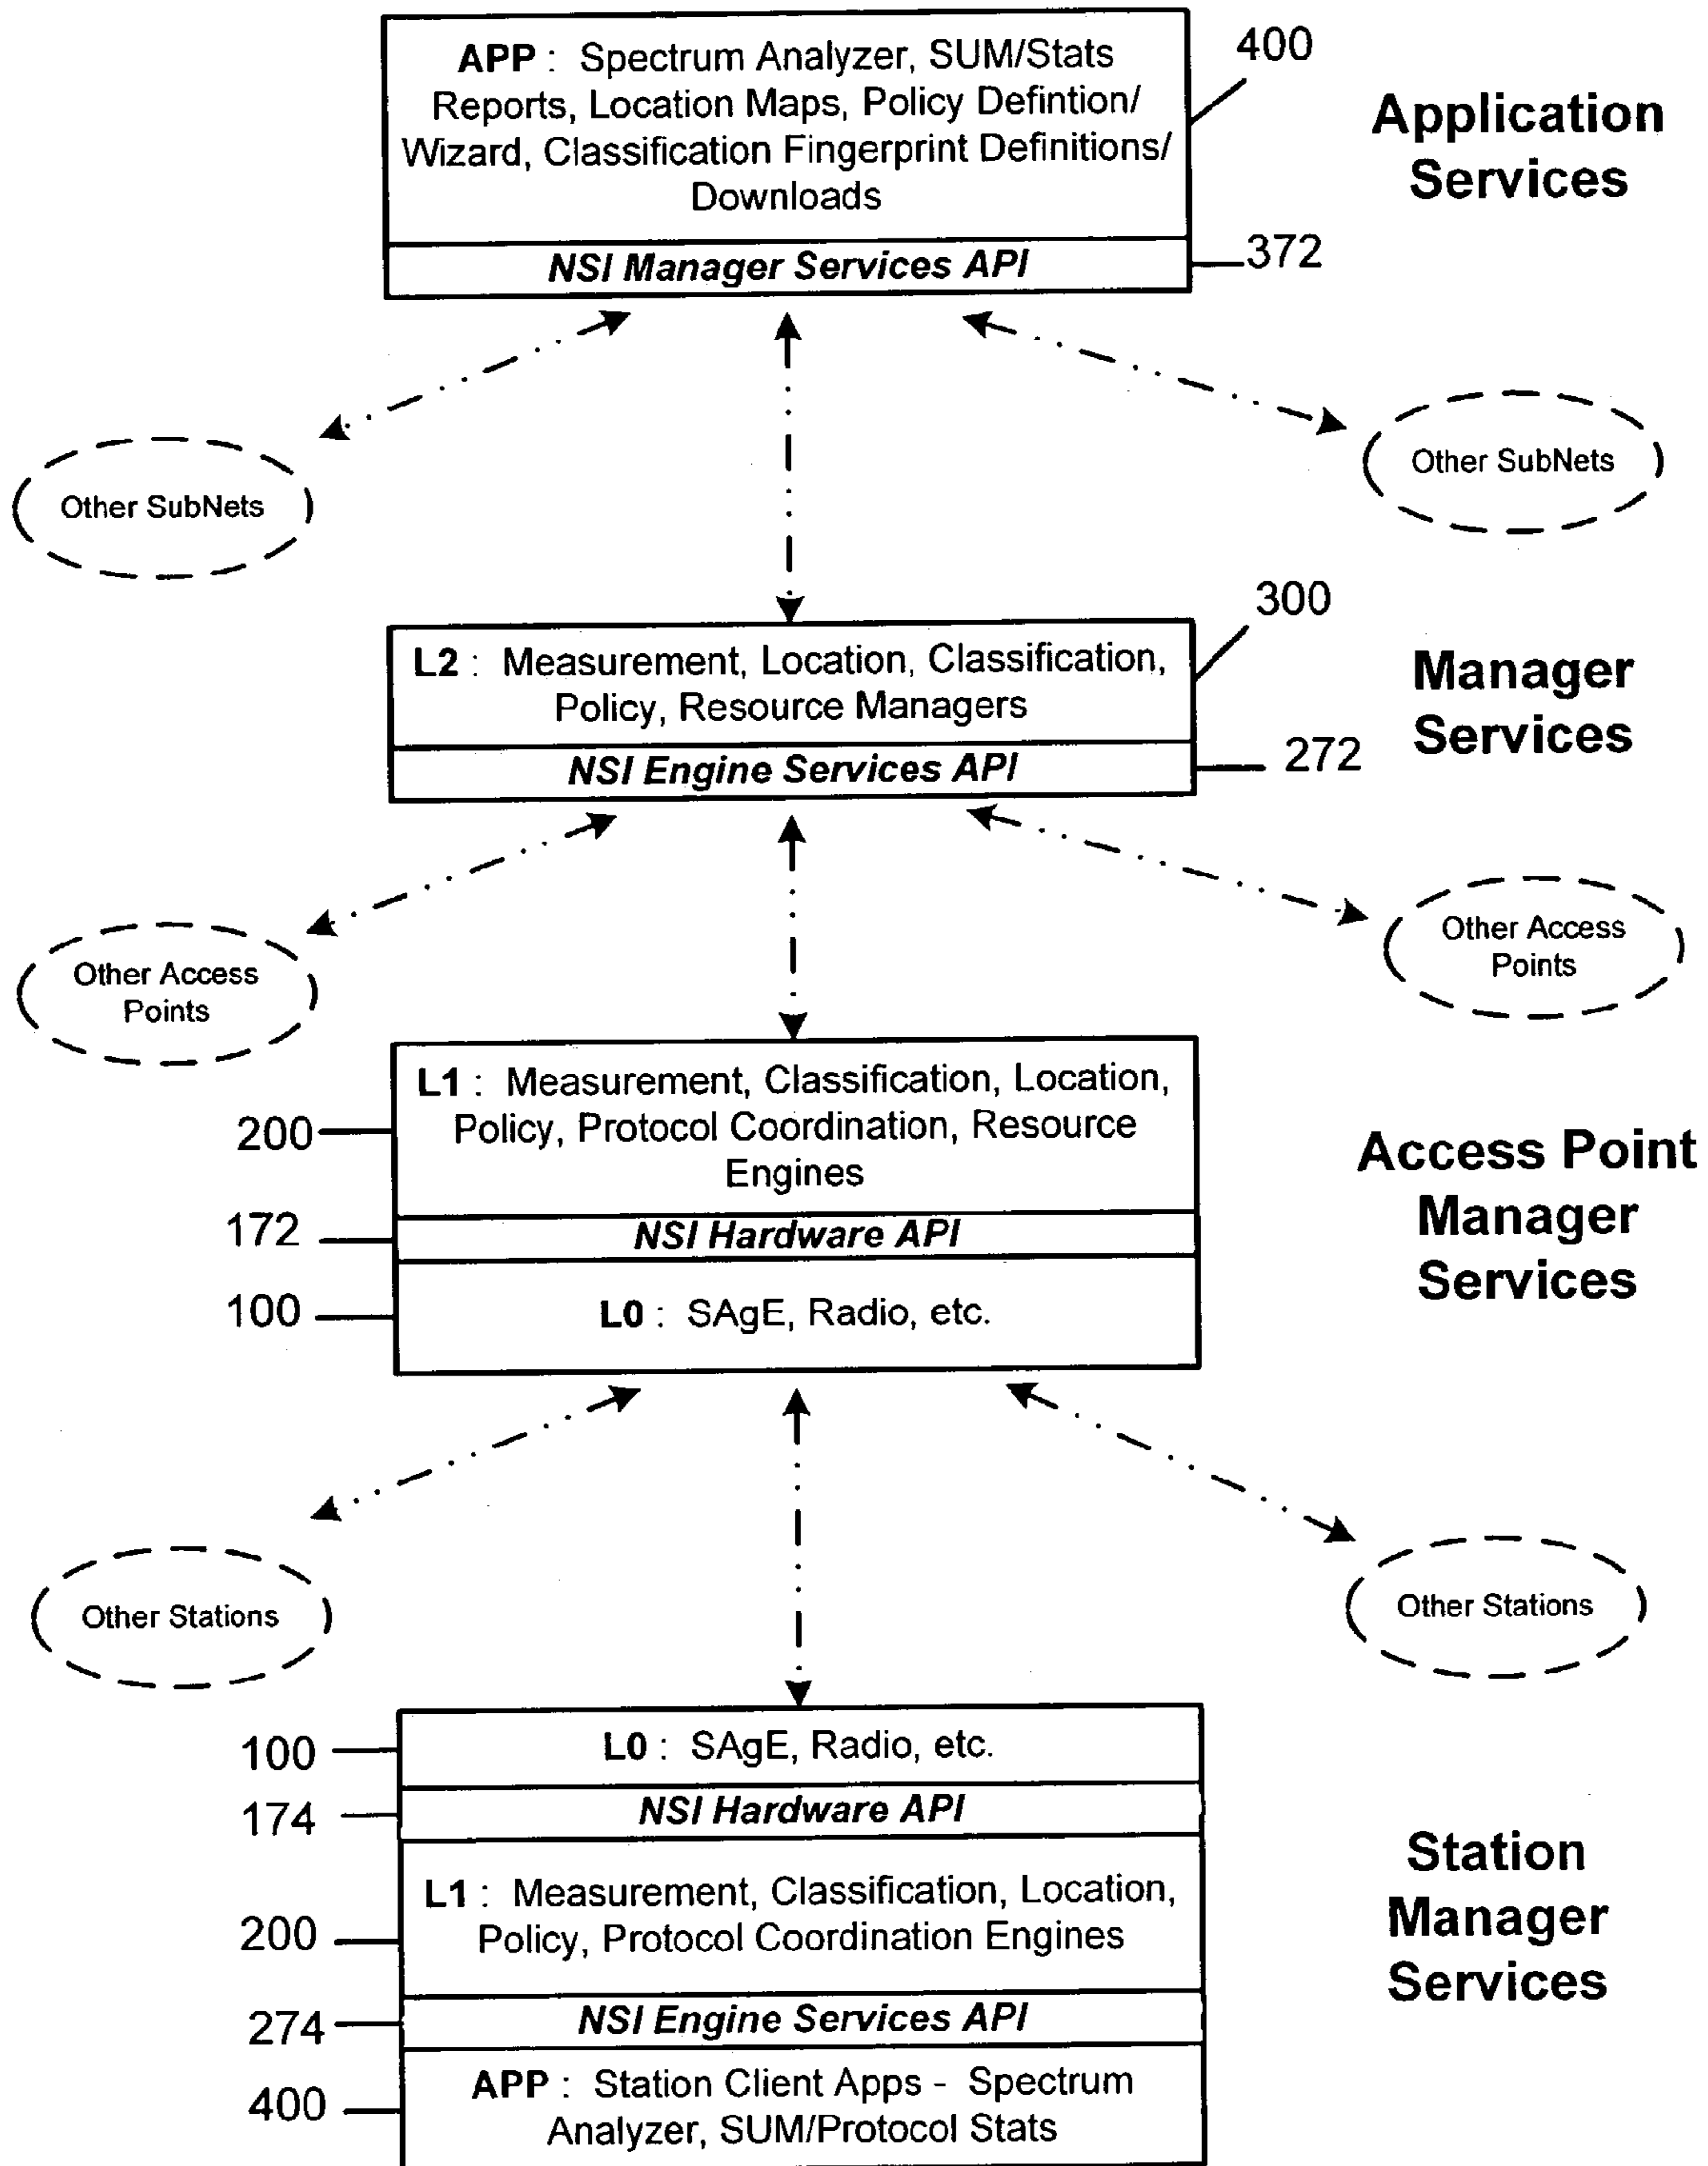 APP : Spectrum Analyzer, SUM/Stats
Reports, Location Maps, Policy Defintion/
Wizard, Classification Fingerprint Definitions/
Downloads
NSI Manager Services API
400
372
Application
Services
Other SubNets
Other SubNets
L2 : Measurement, Location, Classification,
Policy, Resource Managers
NSI Engine Services API
300
272
Manager
Services
Other Access
Points
Other Access
Points
L1 : Measurement, Classification, Location,
Policy, Protocol Coordination, Resource
Engines
NSI Hardware API
L0 : SAgE, Radio, etc.
200
172
100
Access Point
Manager
Services
Other Stations
Other Stations
L0 : SAgE, Radio, etc.
NSI Hardware API
L1 : Measurement, Classification, Location,
Policy, Protocol Coordination Engines
NSI Engine Services API
APP : Station Client Apps - Spectrum
Analyzer, SUM/Protocol Stats
100
174
200
274
400
Station
Manager
Services